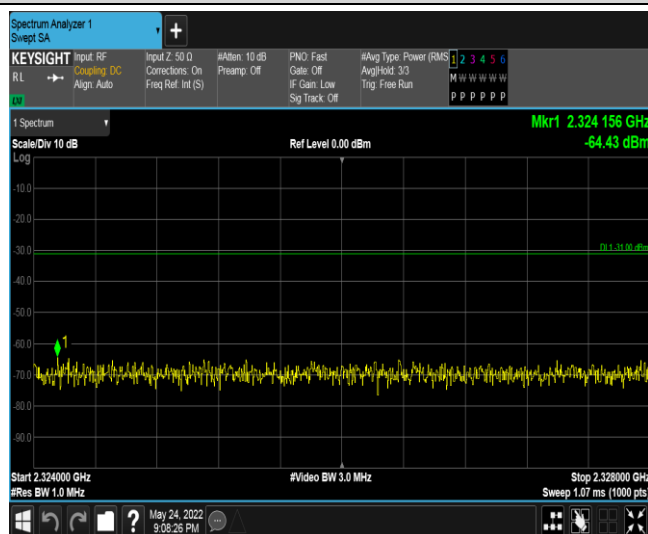 Spectrum Analyzer 1
Swept SA
+
KEYSIGHT Input: RF Input Z: 50 Ω #Atten: 10 dB PNO: Fast #Avg Type: Power (RMS 1 2 3 4 5 6
RL Coupling: DC Corrections: On Preamp: Off Gate: Off Avg|Hold: 3/3 M W W W W W
Align: Auto Freq Ref: Int (S) IF Gain: Low Trig: Free Run
Sig Track: Off P P P P P P
LXI
1 Spectrum Mkr1 2.324 156 GHz
Scale/Div 10 dB Ref Level 0.00 dBm -64.43 dBm
Log
-10.0
-20.0
-30.0 DL1 -31.00 dBm
-40.0
-50.0
-60.0 1
-70.0
-80.0
-90.0
Start 2.324000 GHz #Video BW 3.0 MHz Stop 2.328000 GHz
#Res BW 1.0 MHz Sweep 1.07 ms (1000 pts)
? May 24, 2022
9:08:26 PM